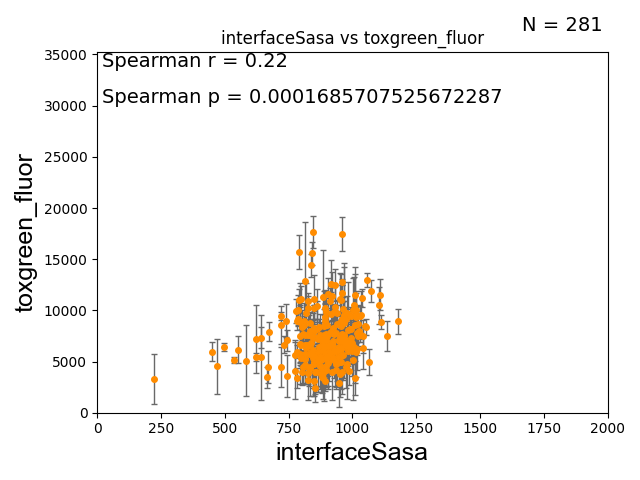 N = 281
interfaceSasa vs toxgreen_fluor
Spearman r = 0.22
Spearman p = 0.0001685707525672287
toxgreen_fluor
35000
30000
25000
20000
15000
10000
5000
0
0 250 500 750 1000 1250 1500 1750 2000
interfaceSasa